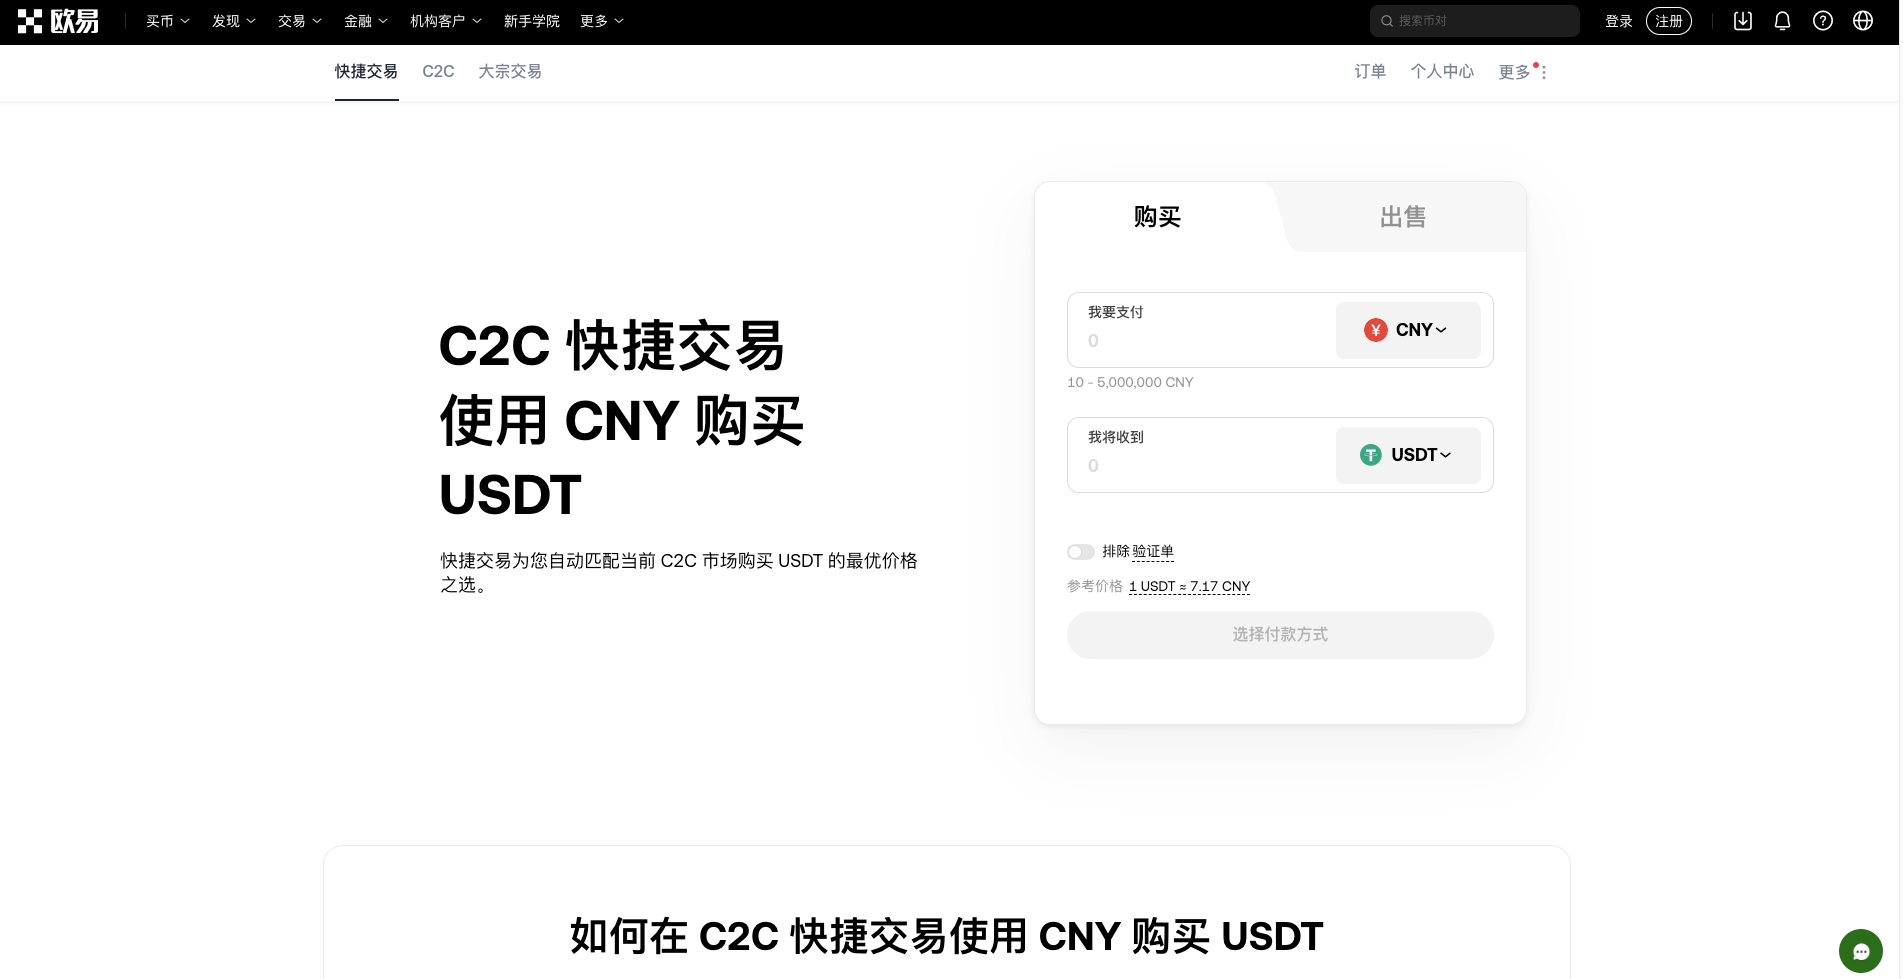 欧易
买币
发现
交易
金融
机构客户
新手学院
更多
搜索币对
登录
注册
快捷交易
C2C
大宗交易
订单
个人中心
更多
购买
出售
C2C 快捷交易
使用 CNY 购买
USDT
快捷交易为您自动匹配当前 C2C 市场购买 USDT 的最优价格
之选。
我要支付
0
¥ CNY
10 - 5,000,000 CNY
我将收到
0
USDT
排除 验证单
参考价格 1 USDT ≈ 7.17 CNY
选择付款方式
如何在 C2C 快捷交易使用 CNY 购买 USDT